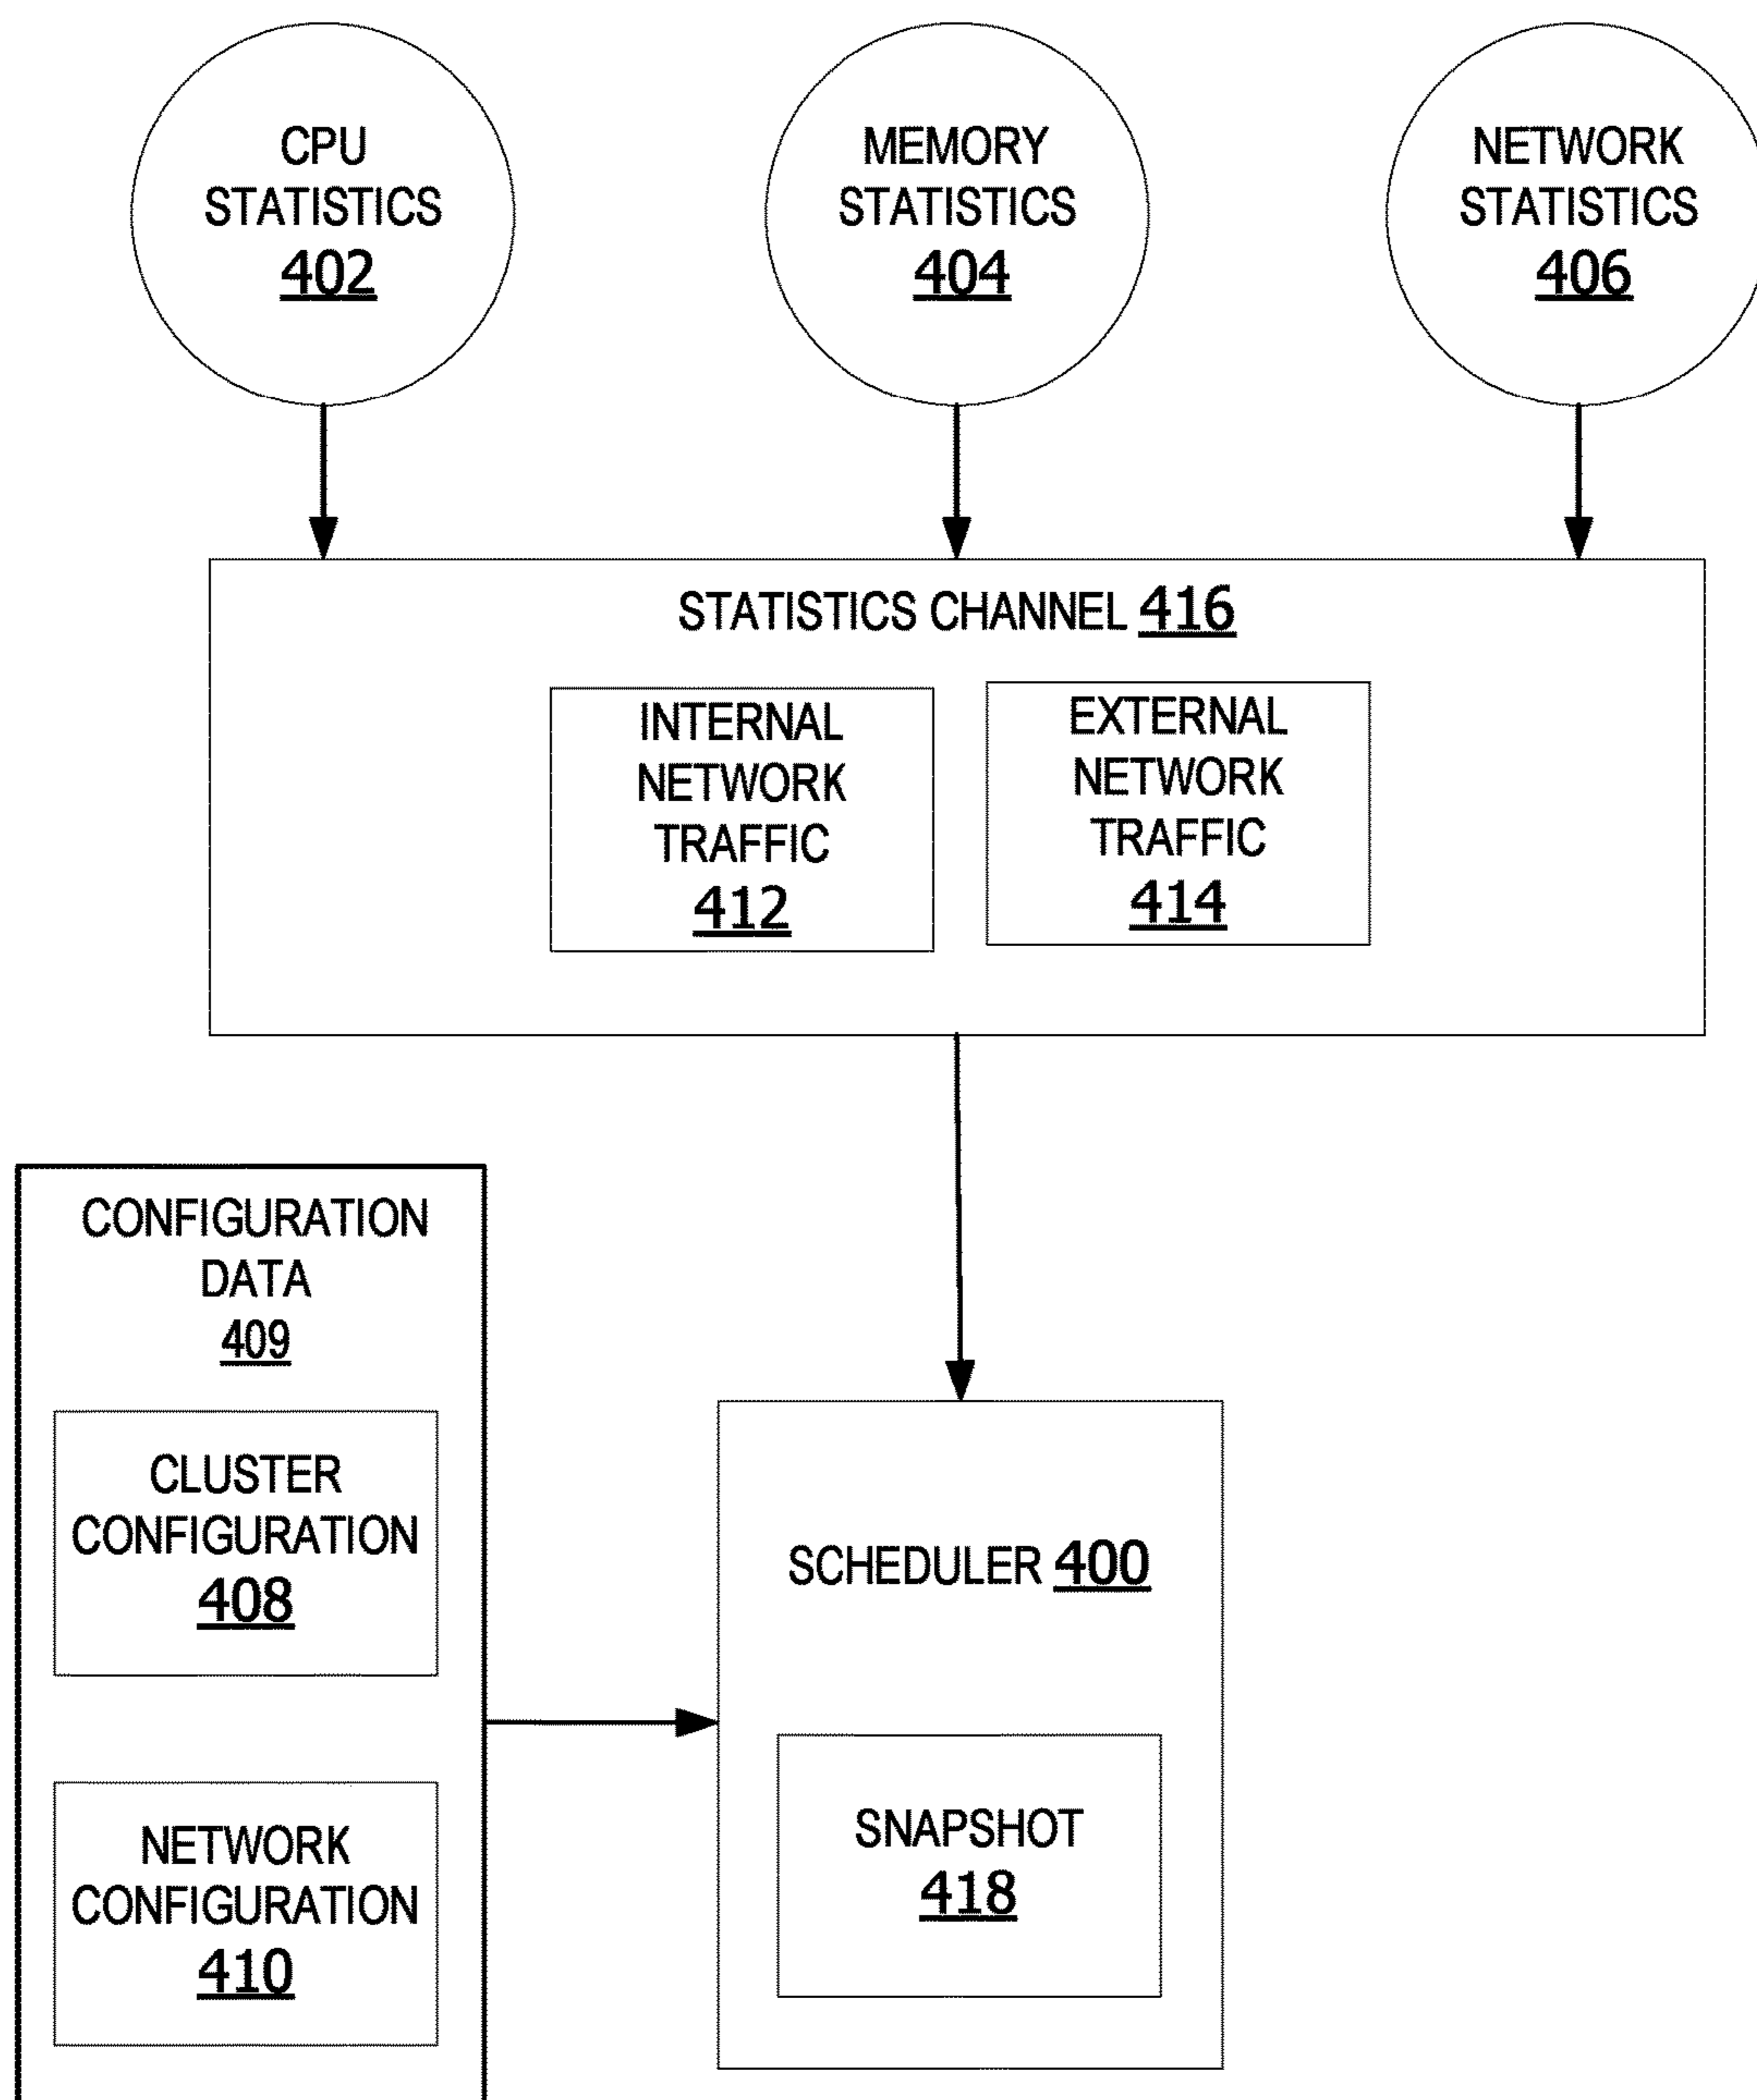 CPU
STATISTICS
402
MEMORY
STATISTICS
404
NETWORK
STATISTICS
406
STATISTICS CHANNEL 416
INTERNAL
NETWORK
TRAFFIC
412
EXTERNAL
NETWORK
TRAFFIC
414
CONFIGURATION
DATA
409
CLUSTER
CONFIGURATION
408
NETWORK
CONFIGURATION
410
SCHEDULER 400
SNAPSHOT
418